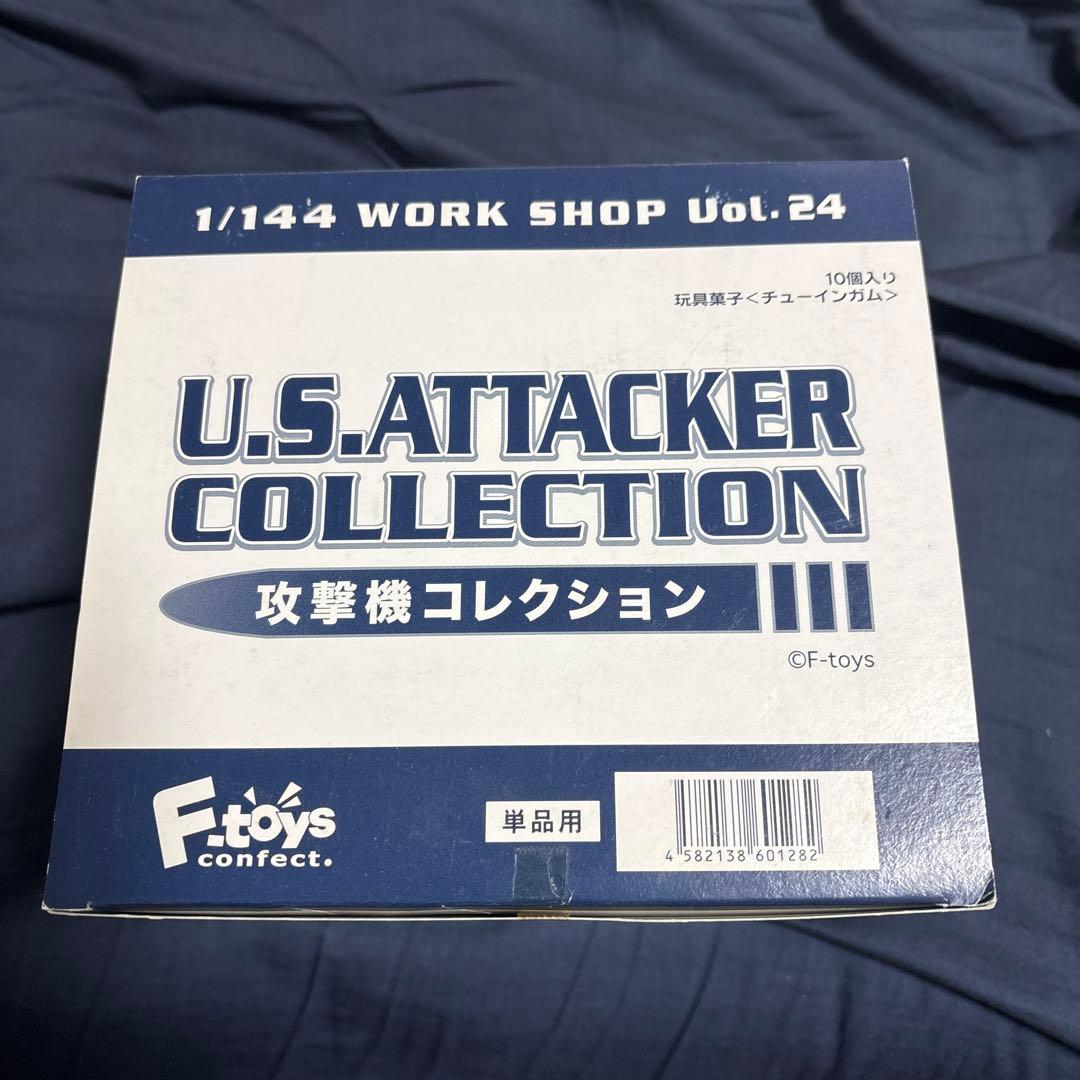 1/144 WORK SHOP Vol.24
10個入り
玩具菓子<チューインガム>
U.S.ATTACKER
COLLECTION
攻撃機コレクション
©F-toys
F-toys
confect.
単品用
4 582138 601282